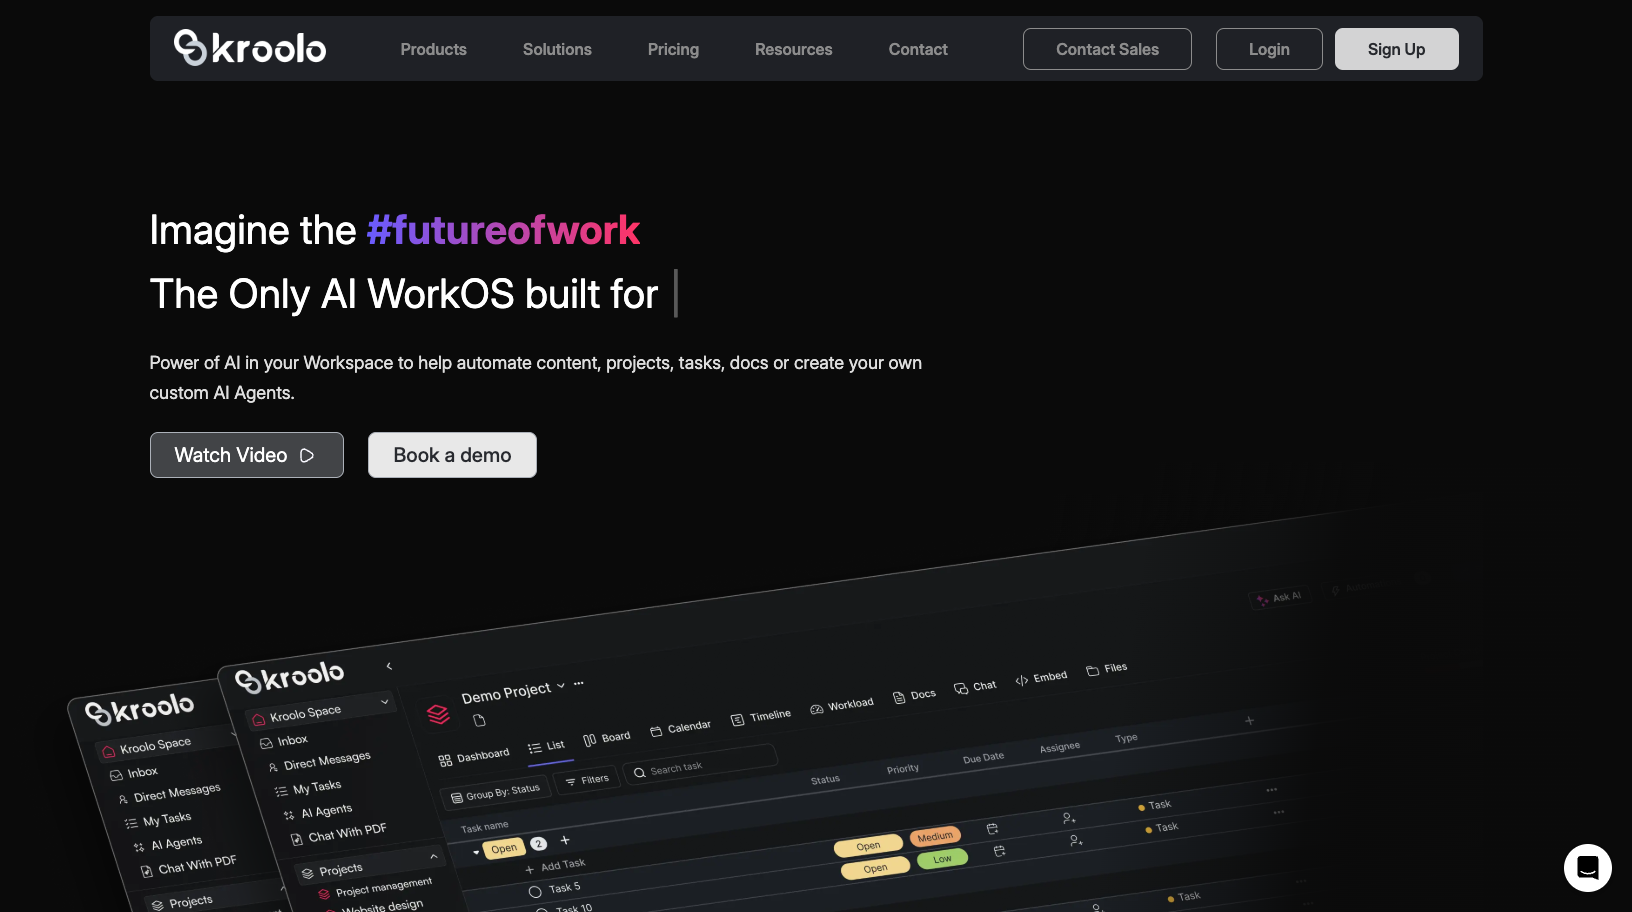 kroolo
Products
Solutions
Pricing
Resources
Contact
Contact Sales
Login
Sign Up
Imagine the #futureofwork
The Only AI WorkOS built for
Power of AI in your Workspace to help automate content, projects, tasks, docs or create your own
custom AI Agents.
Watch Video
Book a demo
kroolo
Kroolo Space
Inbox
Direct Messages
My Tasks
AI Agents
Chat With PDF
Projects
kroolo
Kroolo Space
Inbox
Direct Messages
My Tasks
AI Agents
Chat With PDF
Projects
Project management
Website design
Demo Project
Ask AI
Dashboard
List
Board
Calendar
Timeline
Workload
Docs
Chat
Embed
Files
Group By: Status
Filters
Search task
Task name
Status
Priority
Due Date
Assignee
Type
Open 2
Add Task
Task 5
Open
Medium
Task
Task 10
Open
Low
Task
Task